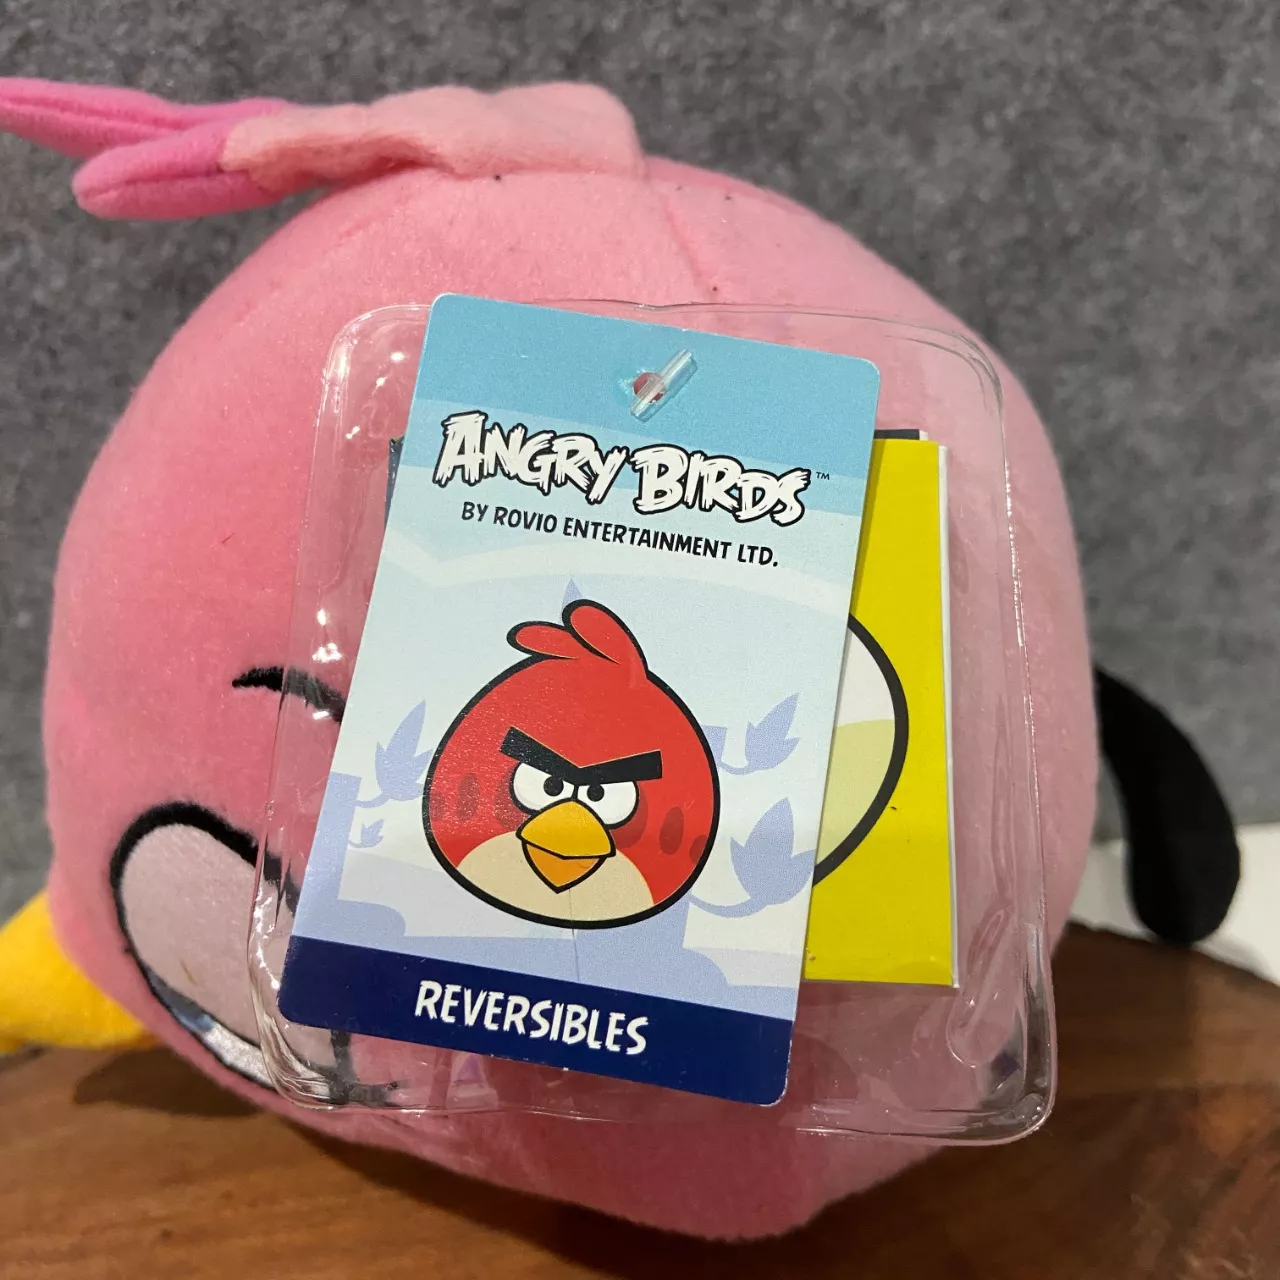 ANGRY BIRDS™
BY ROVIO ENTERTAINMENT LTD.
REVERSIBLES